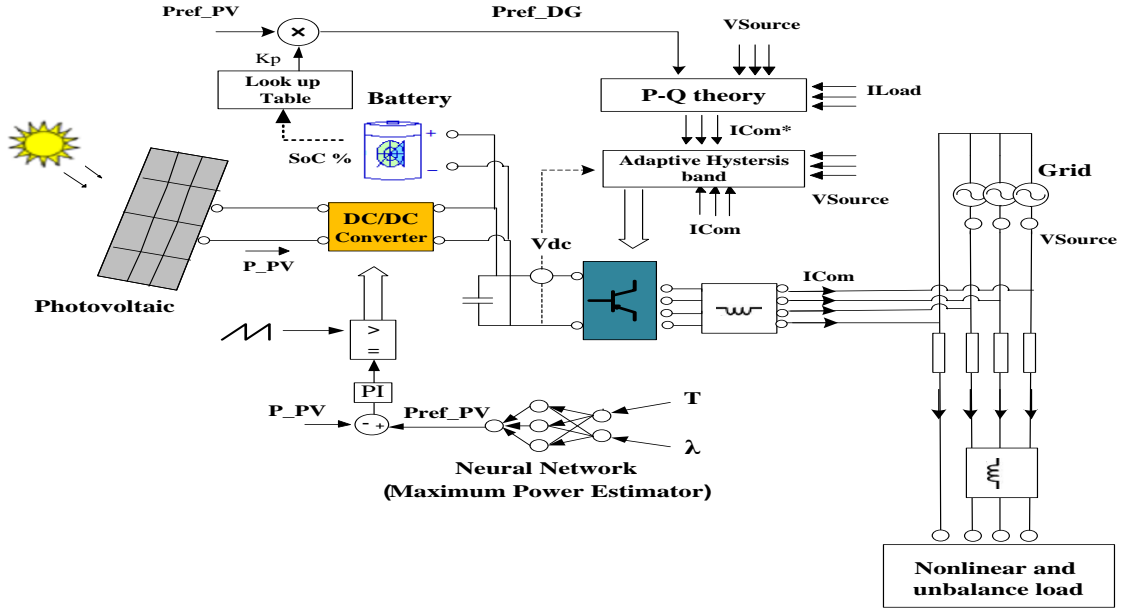 Pref_PV
Pref_DG
VSource
Kp
Look up
Table
Battery
P-Q theory
ILoad
SoC %
+
−
ICom*
Adaptive Hystersis
band
VSource
ICom
Grid
VSource
DC/DC
Converter
P_PV
Vdc
Photovoltaic
ICom
>
=
PI
P_PV
- +
Pref_PV
T
λ
Neural Network
(Maximum Power Estimator)
Nonlinear and
unbalance load